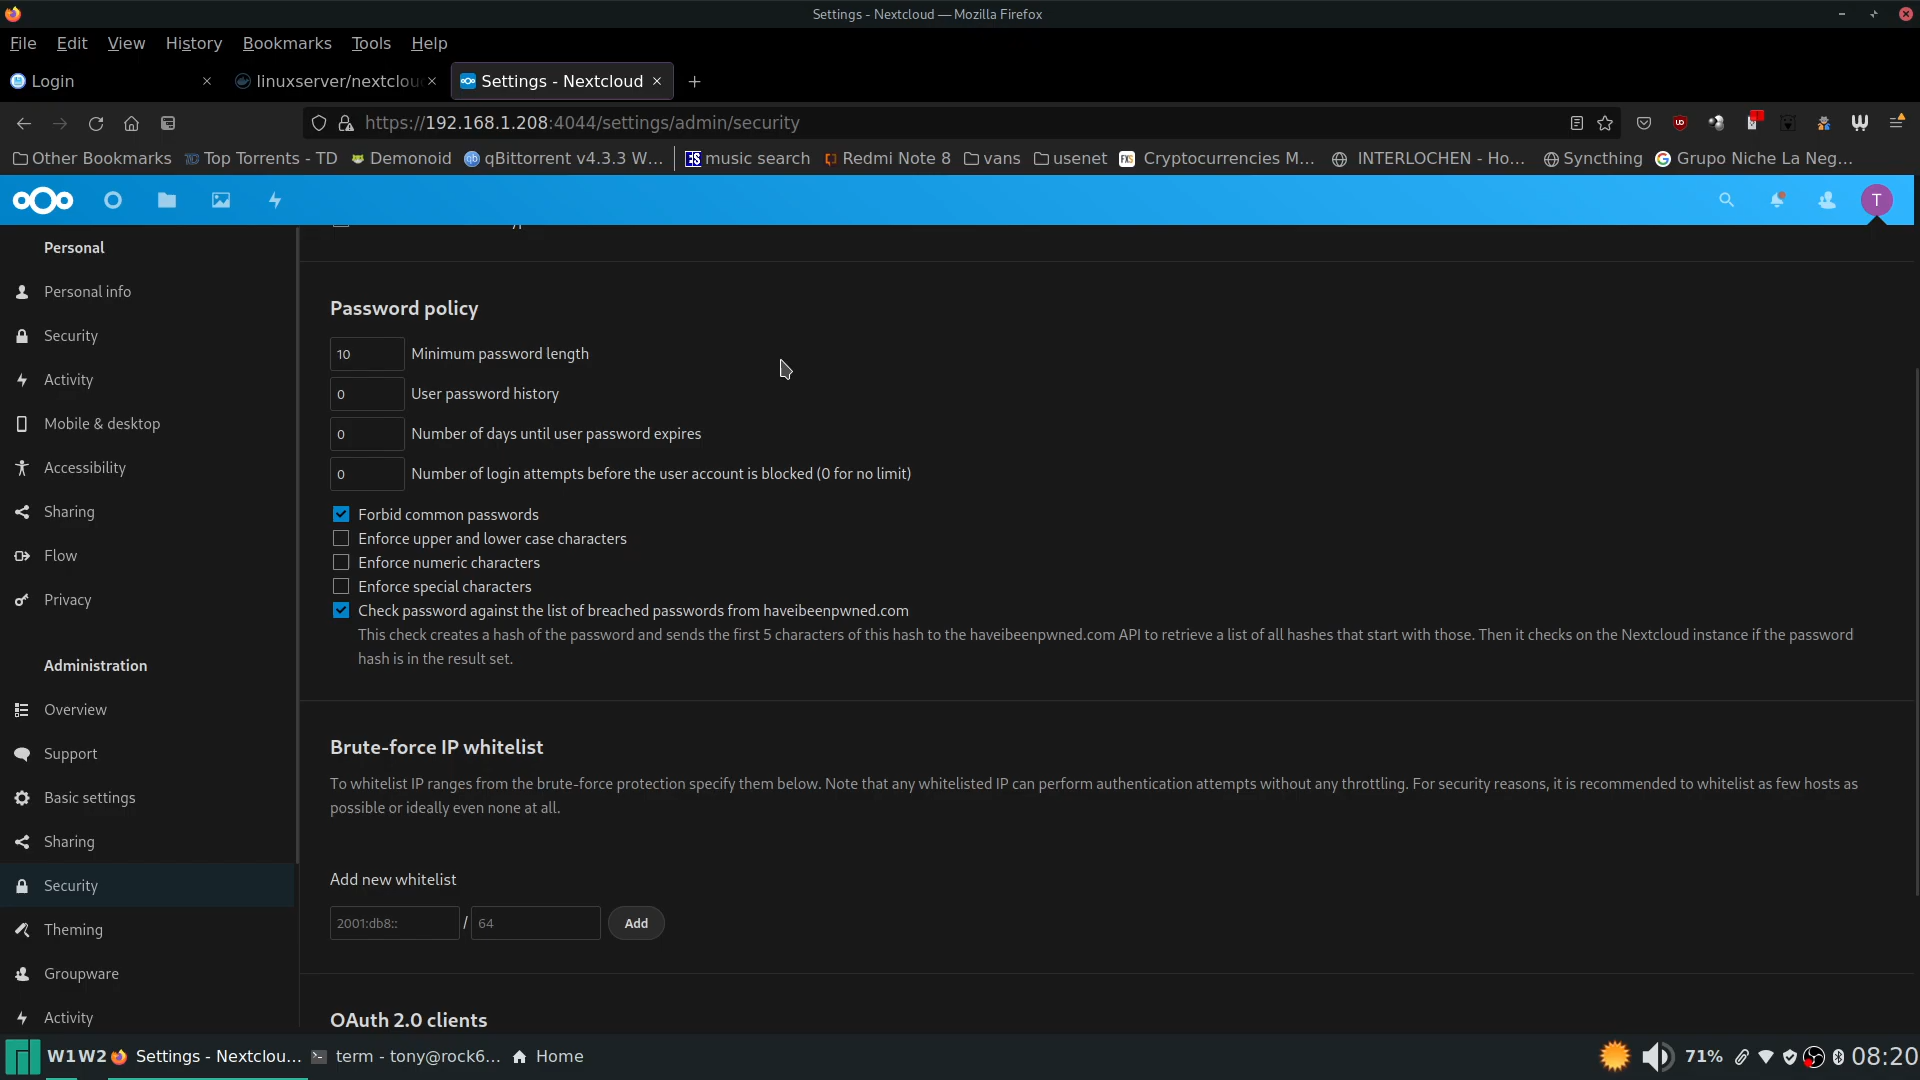 Settings - Nextcloud — Mozilla Firefox
File Edit View History Bookmarks Tools Help
Login
linuxserver/nextclou
Settings - Nextcloud
https://192.168.1.208:4044/settings/admin/security
Other Bookmarks
Top Torrents - TD
Demonoid
qBittorrent v4.3.3 W...
music search
Redmi Note 8
vans
usenet
Cryptocurrencies M...
INTERLOCHEN - Ho...
Syncthing
Grupo Niche La Neg...
T
Personal
Personal info
Security
Activity
Mobile & desktop
Accessibility
Sharing
Flow
Privacy
Administration
Overview
Support
Basic settings
Sharing
Security
Theming
Groupware
Activity
Password policy
10 Minimum password length
0 User password history
0 Number of days until user password expires
0 Number of login attempts before the user account is blocked (0 for no limit)
Forbid common passwords
Enforce upper and lower case characters
Enforce numeric characters
Enforce special characters
Check password against the list of breached passwords from haveibeenpwned.com
This check creates a hash of the password and sends the first 5 characters of this hash to the haveibeenpwned.com API to retrieve a list of all hashes that start with those. Then it checks on the Nextcloud instance if the password
hash is in the result set.
Brute-force IP whitelist
To whitelist IP ranges from the brute-force protection specify them below. Note that any whitelisted IP can perform authentication attempts without any throttling. For security reasons, it is recommended to whitelist as few hosts as
possible or ideally even none at all.
Add new whitelist
2001:db8:: / 64 Add
OAuth 2.0 clients
W1 W2 Settings - Nextclou... term - tony@rock6... Home 71% 08:20